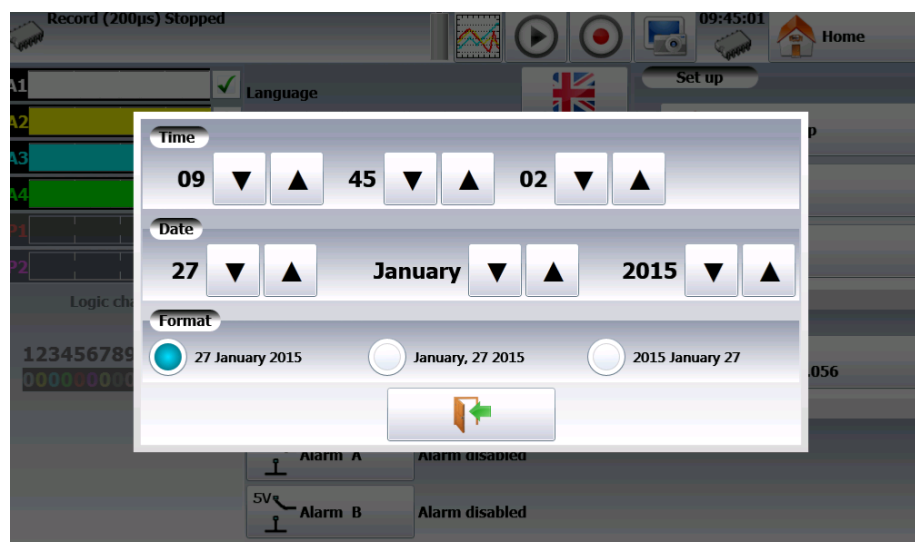 Record (200µs) Stopped
09:45:01
Home
A1
Language
Set up
A2
A3
A4
P1
P2
Time
09 45 02
Date
27 January 2015
Format
27 January 2015 January, 27 2015 2015 January 27
Logic cha
123456789
000000000
.056
Alarm A Alarm disabled
5V
Alarm B Alarm disabled